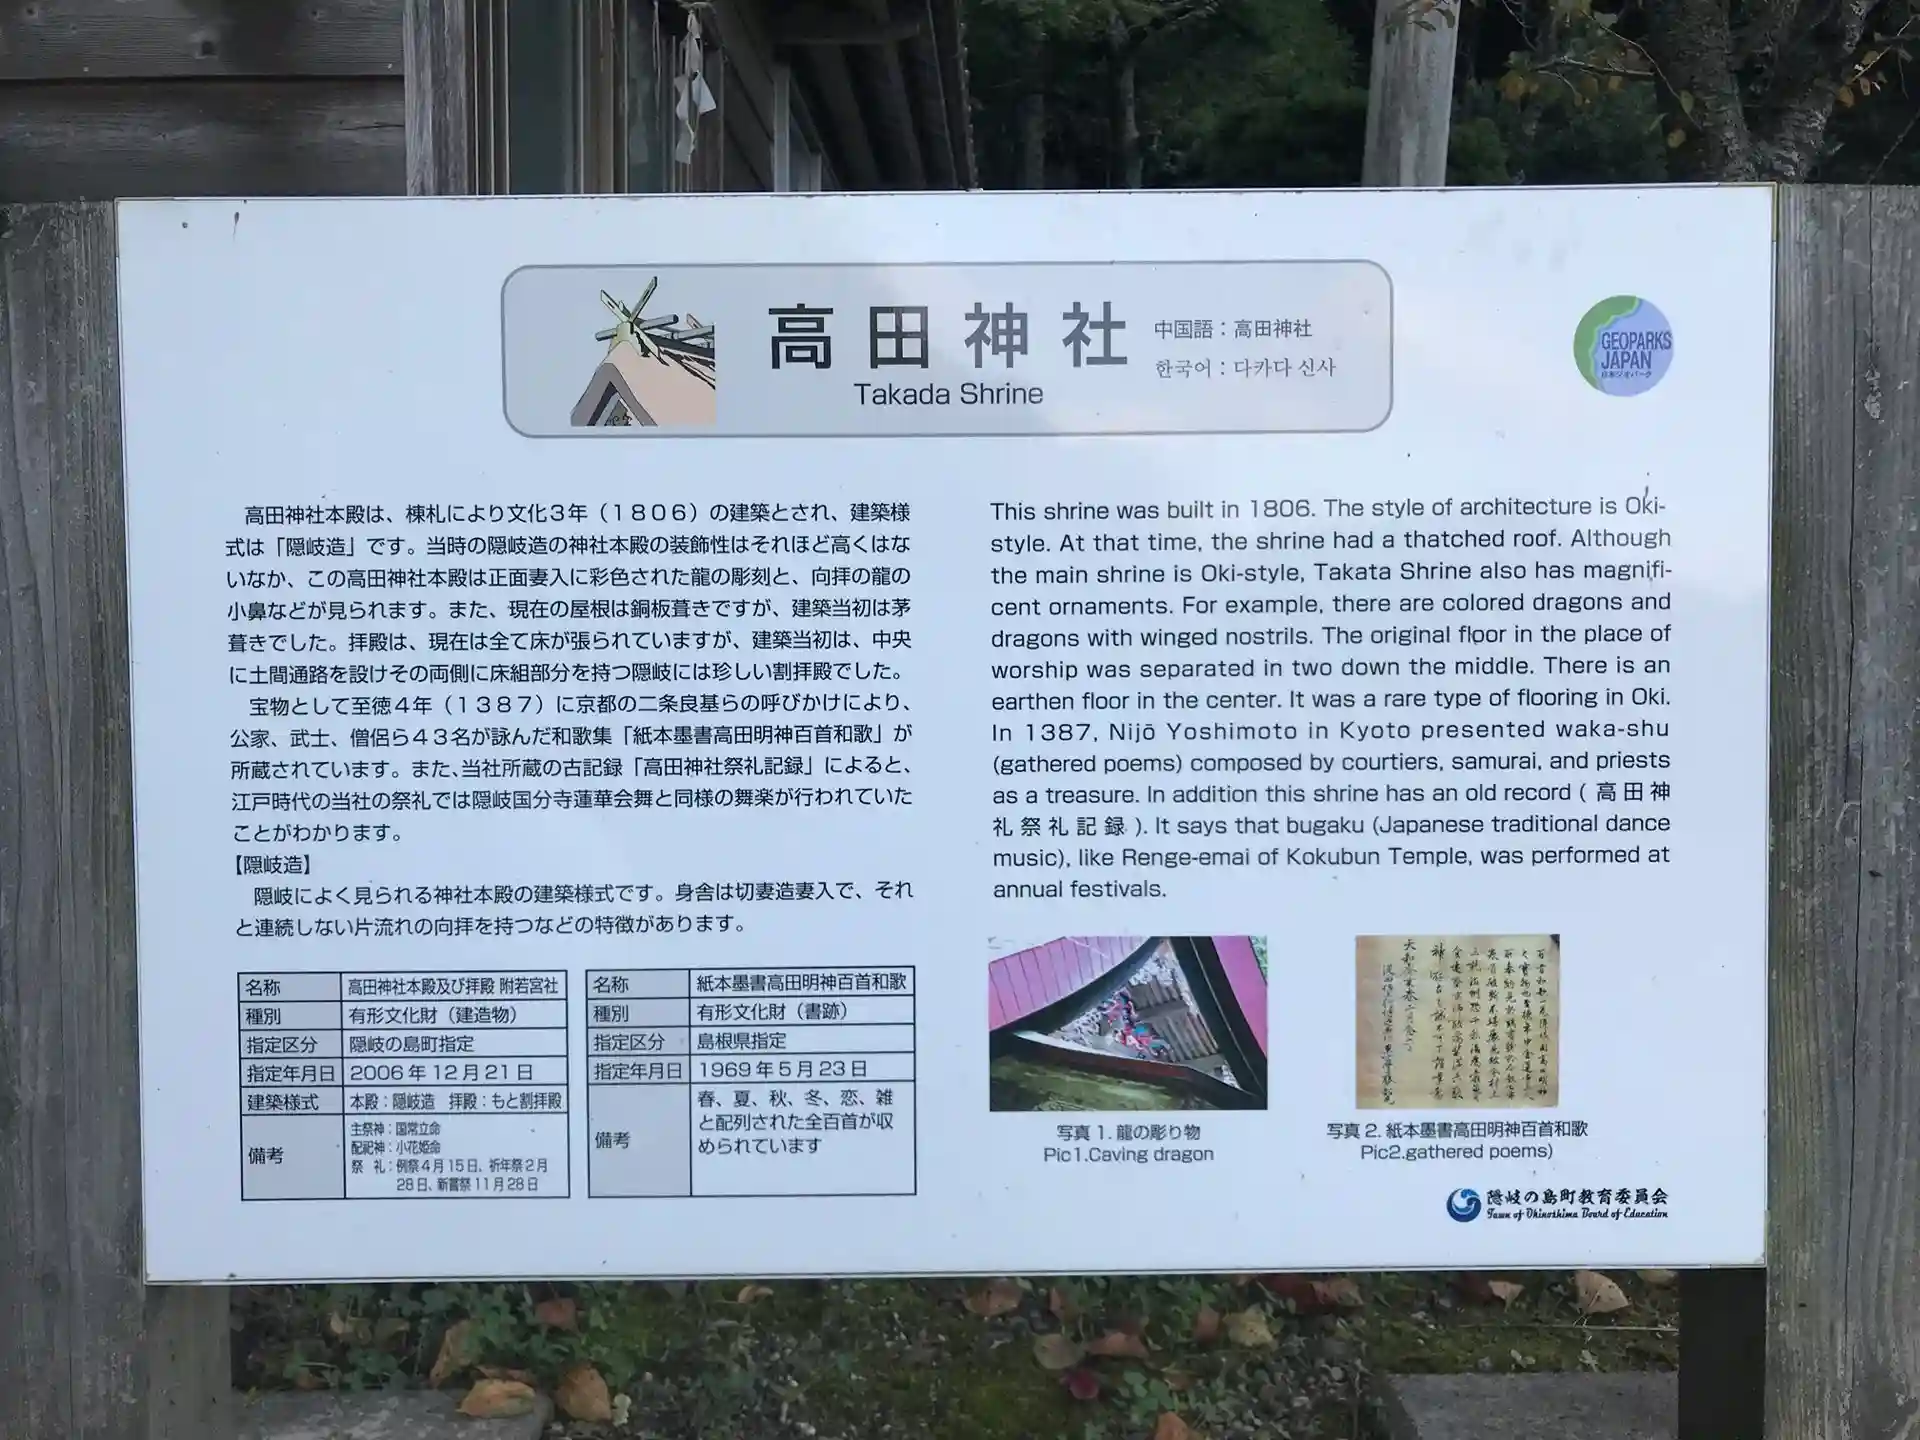 高田神社
Takada Shrine
中国語：高田神社
한국어：다카다 신사
GEOPARKS
JAPAN
日本ジオパーク
高田神社本殿は、棟札により文化3年（1806）の建築とされ、建築様
式は「隠岐造」です。当時の隠岐造の神社本殿の装飾性はそれほど高くはな
いなか、この高田神社本殿は正面妻入に彩色された龍の彫刻と、向拝の龍の
小鼻などが見られます。また、現在の屋根は銅板葺きですが、建築当初は茅
葺きでした。拝殿は、現在は全て床が張られていますが、建築当初は、中央
に土間通路を設けその両側に床組部分を持つ隠岐には珍しい割拝殿でした。
宝物として至徳4年（1387）に京都の二条良基らの呼びかけにより、
公家、武士、僧侶ら43名が詠んだ和歌集「紙本墨書高田明神百首和歌」が
所蔵されています。また、当社所蔵の古記録「高田神社祭礼記録」によると、
江戸時代の当社の祭礼では隠岐国分寺蓮華会舞と同様の舞楽が行われていた
ことがわかります。
【隠岐造】
隠岐によく見られる神社本殿の建築様式です。身舎は切妻造妻入で、それ
と連続しない片流れの向拝を持つなどの特徴があります。
名称 高田神社本殿及び拝殿 附若宮社
種別 有形文化財（建造物）
指定区分 隠岐の島町指定
指定年月日 2006年12月21日
建築様式 本殿：隠岐造 拝殿：もと割拝殿
備考 主祭神：国常立命
配祀神：小花姫命
祭 礼：例祭4月15日、祈年祭2月
28日、新嘗祭11月28日
名称 紙本墨書高田明神百首和歌
種別 有形文化財（書跡）
指定区分 島根県指定
指定年月日 1969年5月23日
備考 春、夏、秋、冬、恋、雑
と配列された全百首が収
められています
This shrine was built in 1806. The style of architecture is Oki-
style. At that time, the shrine had a thatched roof. Although
the main shrine is Oki-style, Takata Shrine also has magnifi-
cent ornaments. For example, there are colored dragons and
dragons with winged nostrils. The original floor in the place of
worship was separated in two down the middle. There is an
earthen floor in the center. It was a rare type of flooring in Oki.
In 1387, Nijō Yoshimoto in Kyoto presented waka-shu
(gathered poems) composed by courtiers, samurai, and priests
as a treasure. In addition this shrine has an old record ( 高田神
礼祭礼記録 ). It says that bugaku (Japanese traditional dance
music), like Renge-emai of Kokubun Temple, was performed at
annual festivals.
写真 1. 龍の彫り物
Pic1.Caving dragon
写真 2. 紙本墨書高田明神百首和歌
Pic2.gathered poems)
隠岐の島町教育委員会
Town of Okinoshima Board of Education